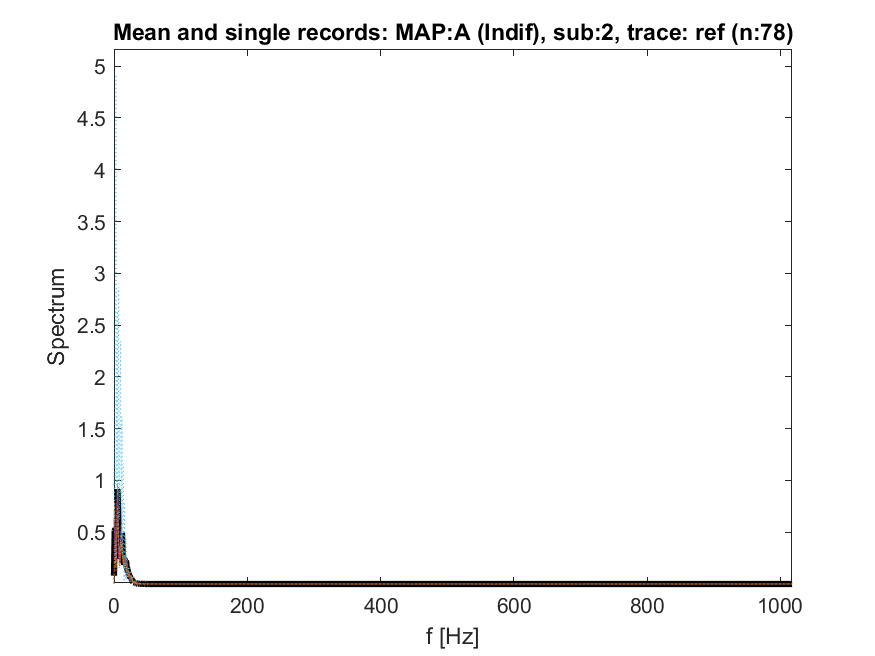 Mean and single records: MAP:A (Indif), sub:2, trace: ref (n:78)
5
4.5
4
3.5
3
2.5
2
1.5
1
0.5
Spectrum
0 200 400 600 800 1000
f [Hz]